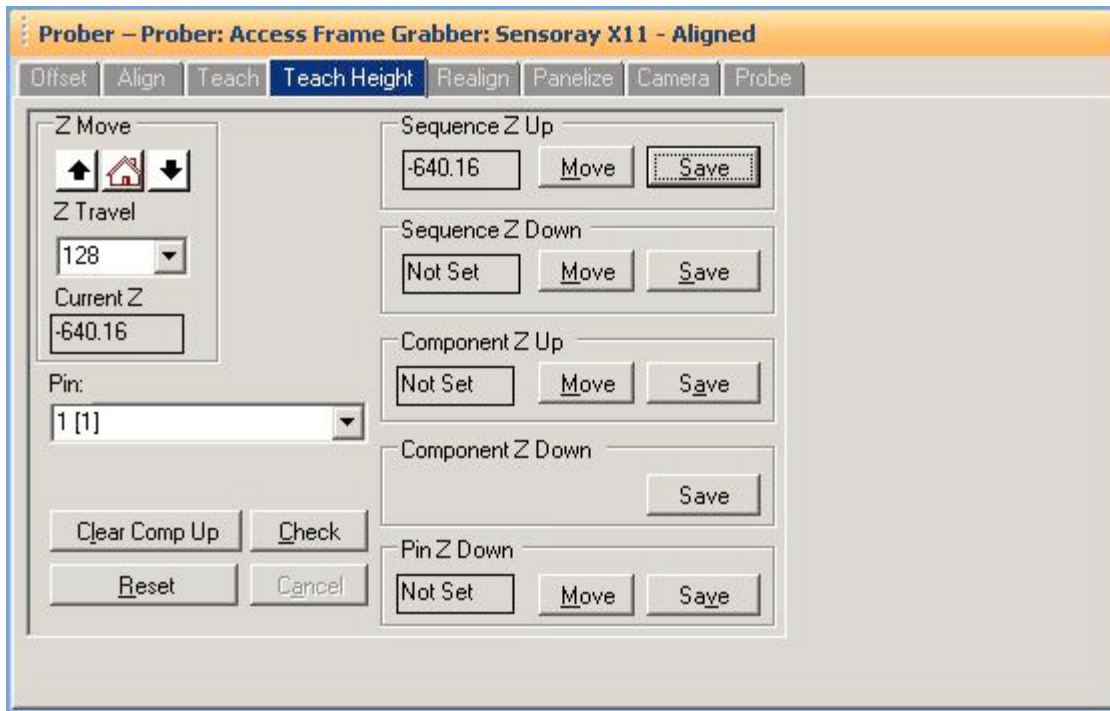 Prober – Prober: Access Frame Grabber: Sensoray X11 - Aligned
Offset Align Teach Teach Height Realign Panelize Camera Probe
Z Move
Z Travel
128
Current Z
-640.16
Pin:
1 [1]
Clear Comp Up Check
Reset Cancel
Sequence Z Up
-640.16 Move Save
Sequence Z Down
Not Set Move Save
Component Z Up
Not Set Move Save
Component Z Down
Save
Pin Z Down
Not Set Move Save